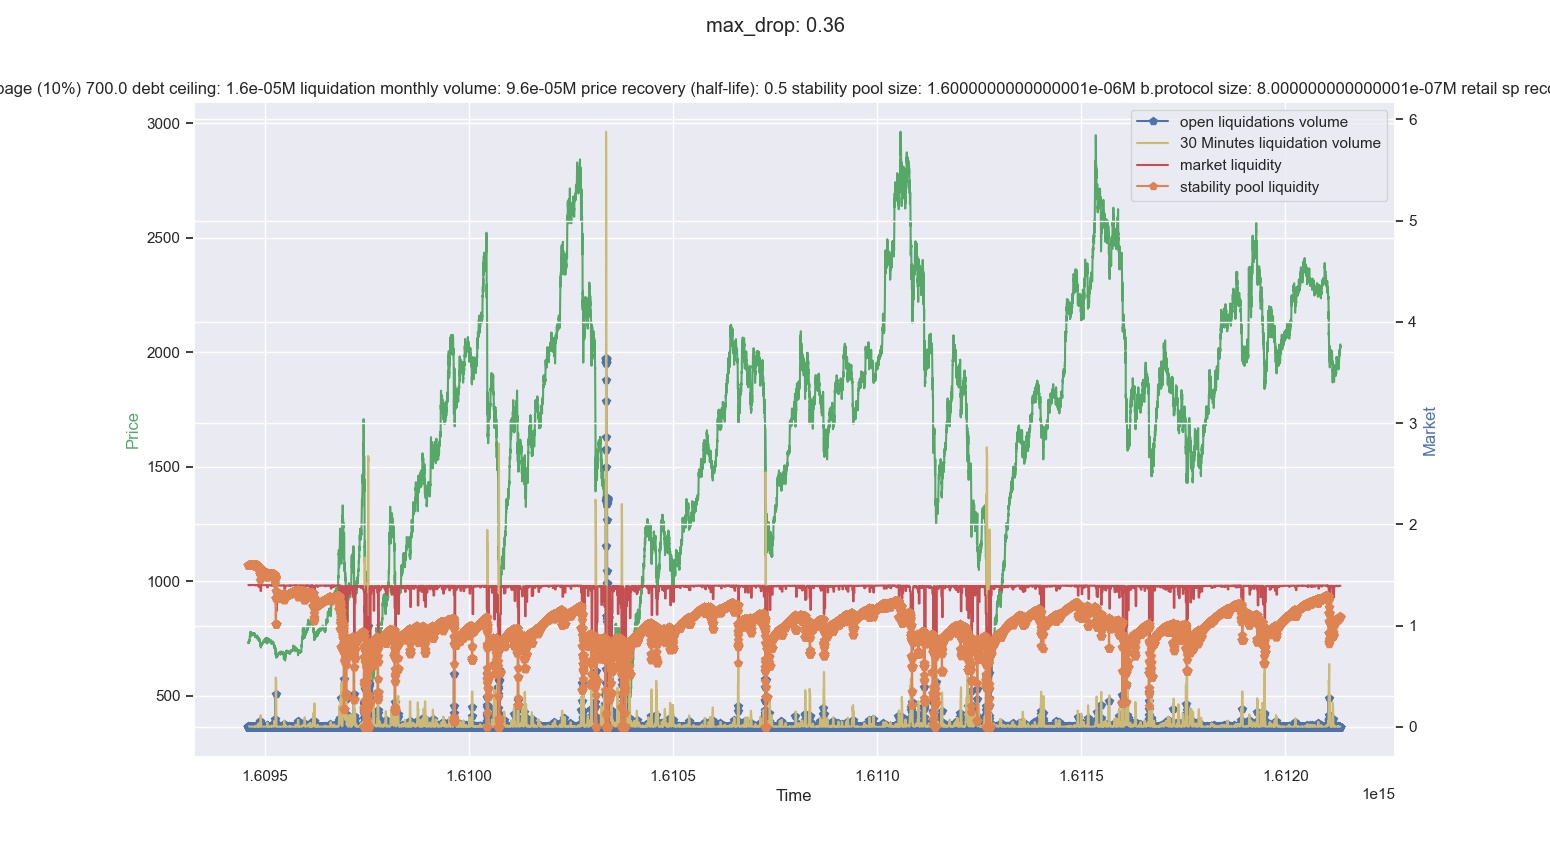 max_drop: 0.36
(10%) 700.0 debt ceiling: 1.6e-05M liquidation monthly volume: 9.6e-05M price recovery (half-life): 0.5 stability pool size: 1.6000000000000001e-06M b.protocol size: 8.000000000000001e-07M retail sp
3000
2500
2000
1500
1000
500
Price
open liquidations volume
30 Minutes liquidation volume
market liquidity
stability pool liquidity
6
5
4
3
2
1
0
Market
1.6095 1.6100 1.6105 1.6110 1.6115 1.6120
Time
1e15